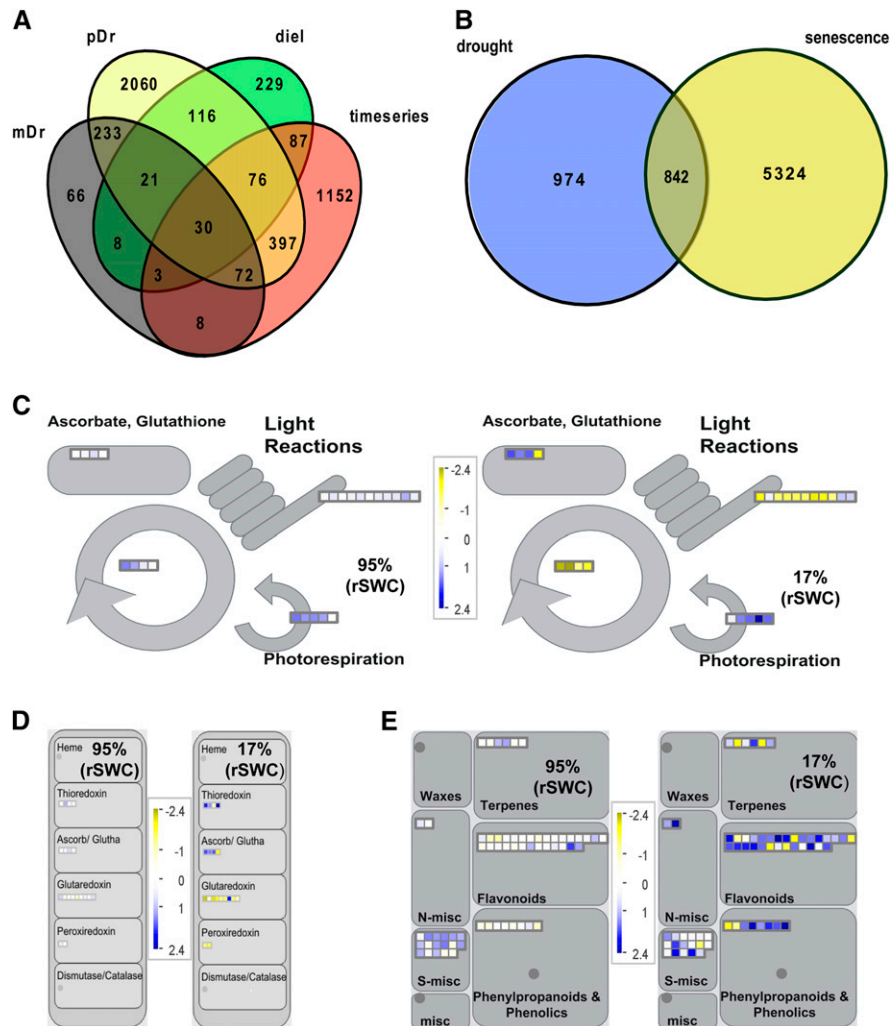 A
pDr
diel
2060
229
116
timeseries
mDr
233
87
21
76
66
1152
30
8
397
3
72
8
B
drought
senescence
974
842
5324
C
Ascorbate, Glutathione
Light
Reactions
95%
(rSWC)
Photorespiration
-2.4
-1
0
1
2.4
Ascorbate, Glutathione
Light
Reactions
17%
(rSWC)
Photorespiration
D
Heme
95%
(rSWC)
Thioredoxin
Ascorb/ Glutha
Glutaredoxin
Peroxiredoxin
Dismutase/Catalase
-2.4
-1
0
1
2.4
Heme
17%
(rSWC)
Thioredoxin
Ascorb/ Glutha
Glutaredoxin
Peroxiredoxin
Dismutase/Catalase
E
95%
(rSWC)
Waxes
Terpenes
N-misc
Flavonoids
S-misc
Phenylpropanoids &
Phenolics
misc
-2.4
-1
0
1
2.4
17%
(rSWC)
Waxes
Terpenes
N-misc
Flavonoids
S-misc
Phenylpropanoids &
Phenolics
misc